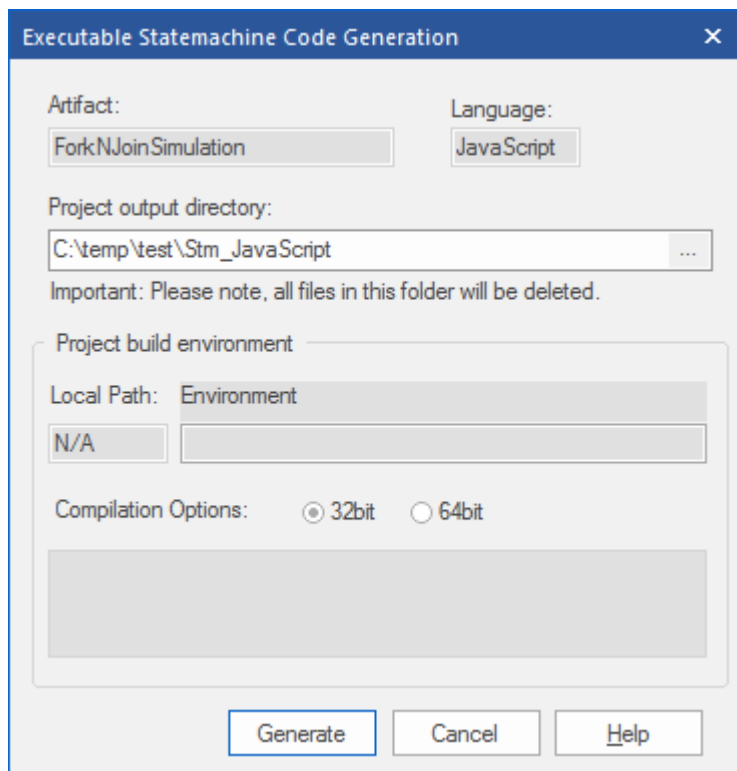 Executable Statemachine Code Generation
Artifact:
Language:
ForkNJoinSimulation
JavaScript
Project output directory:
C:\temp\test\Stm_JavaScript
...
Important: Please note, all files in this folder will be deleted.
Project build environment
Local Path:
Environment
N/A
Compilation Options:
32bit
64bit
Generate
Cancel
Help